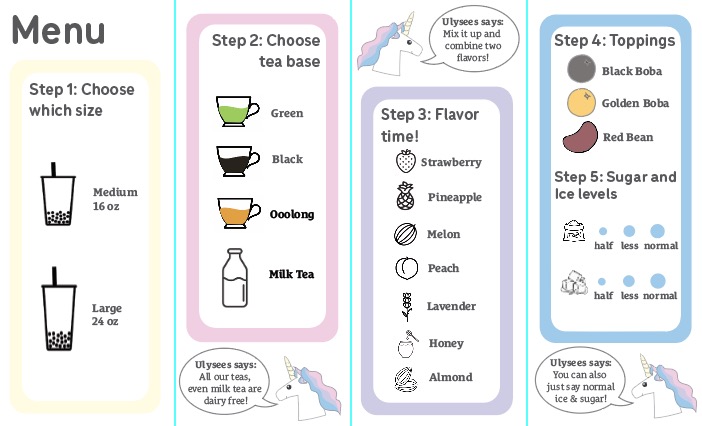 Menu
Step 1: Choose
which size
Medium
16 oz
Large
24 oz
Step 2: Choose
tea base
Green
Black
Ooolong
Milk Tea
Ulysees says:
All our teas,
even milk tea are
dairy free!
Ulysees says:
Mix it up and
combine two
flavors!
Step 3: Flavor
time!
Strawberry
Pineapple
Melon
Peach
Lavender
Honey
Almond
Step 4: Toppings
Black Boba
Golden Boba
Red Bean
Step 5: Sugar and
Ice levels
half less normal
half less normal
Ulysees says:
You can also
just say normal
ice & sugar!